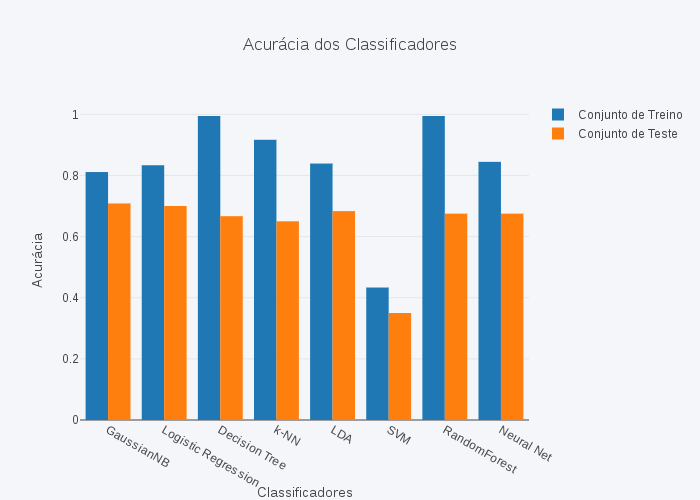 Acurácia dos Classificadores
Conjunto de Treino
Conjunto de Teste
Acurácia
1
0.8
0.6
0.4
0.2
0
GaussianNB
Logistic Regression
Decision Tree
k-NN
LDA
SVM
RandomForest
Neural Net
Classificadores